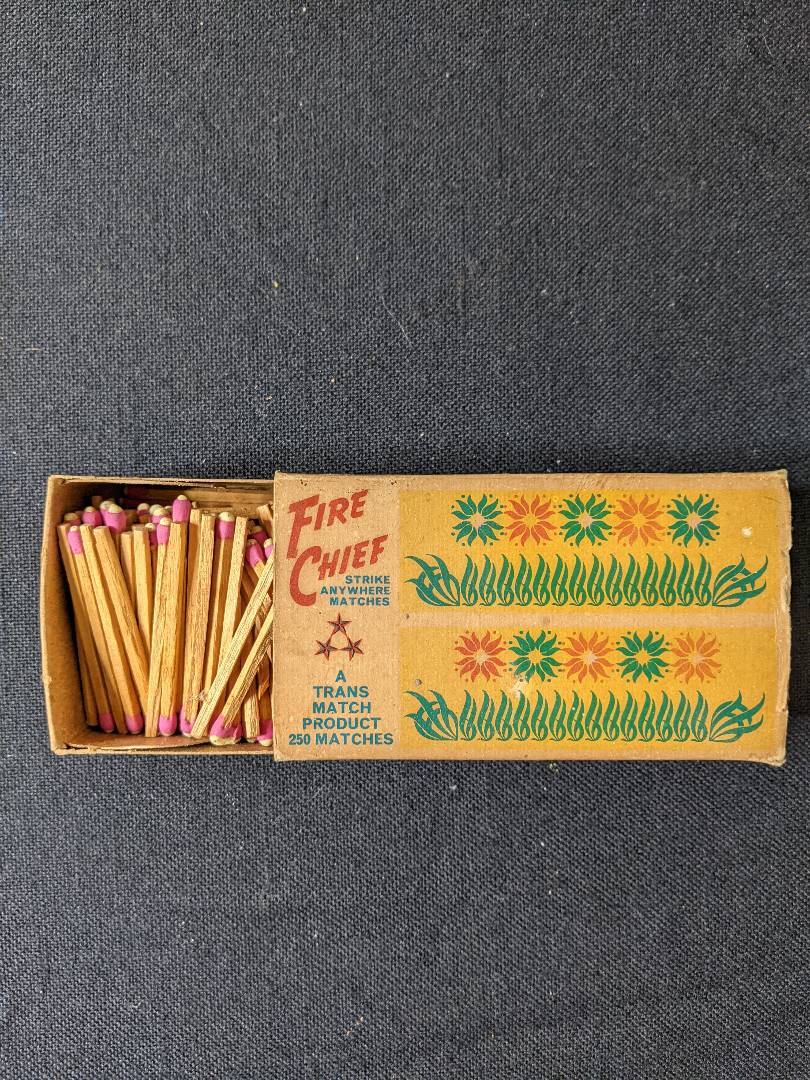 FIRE
CHIEF
STRIKE
ANYWHERE
MATCHES
A
TRANS
MATCH
PRODUCT
250 MATCHES